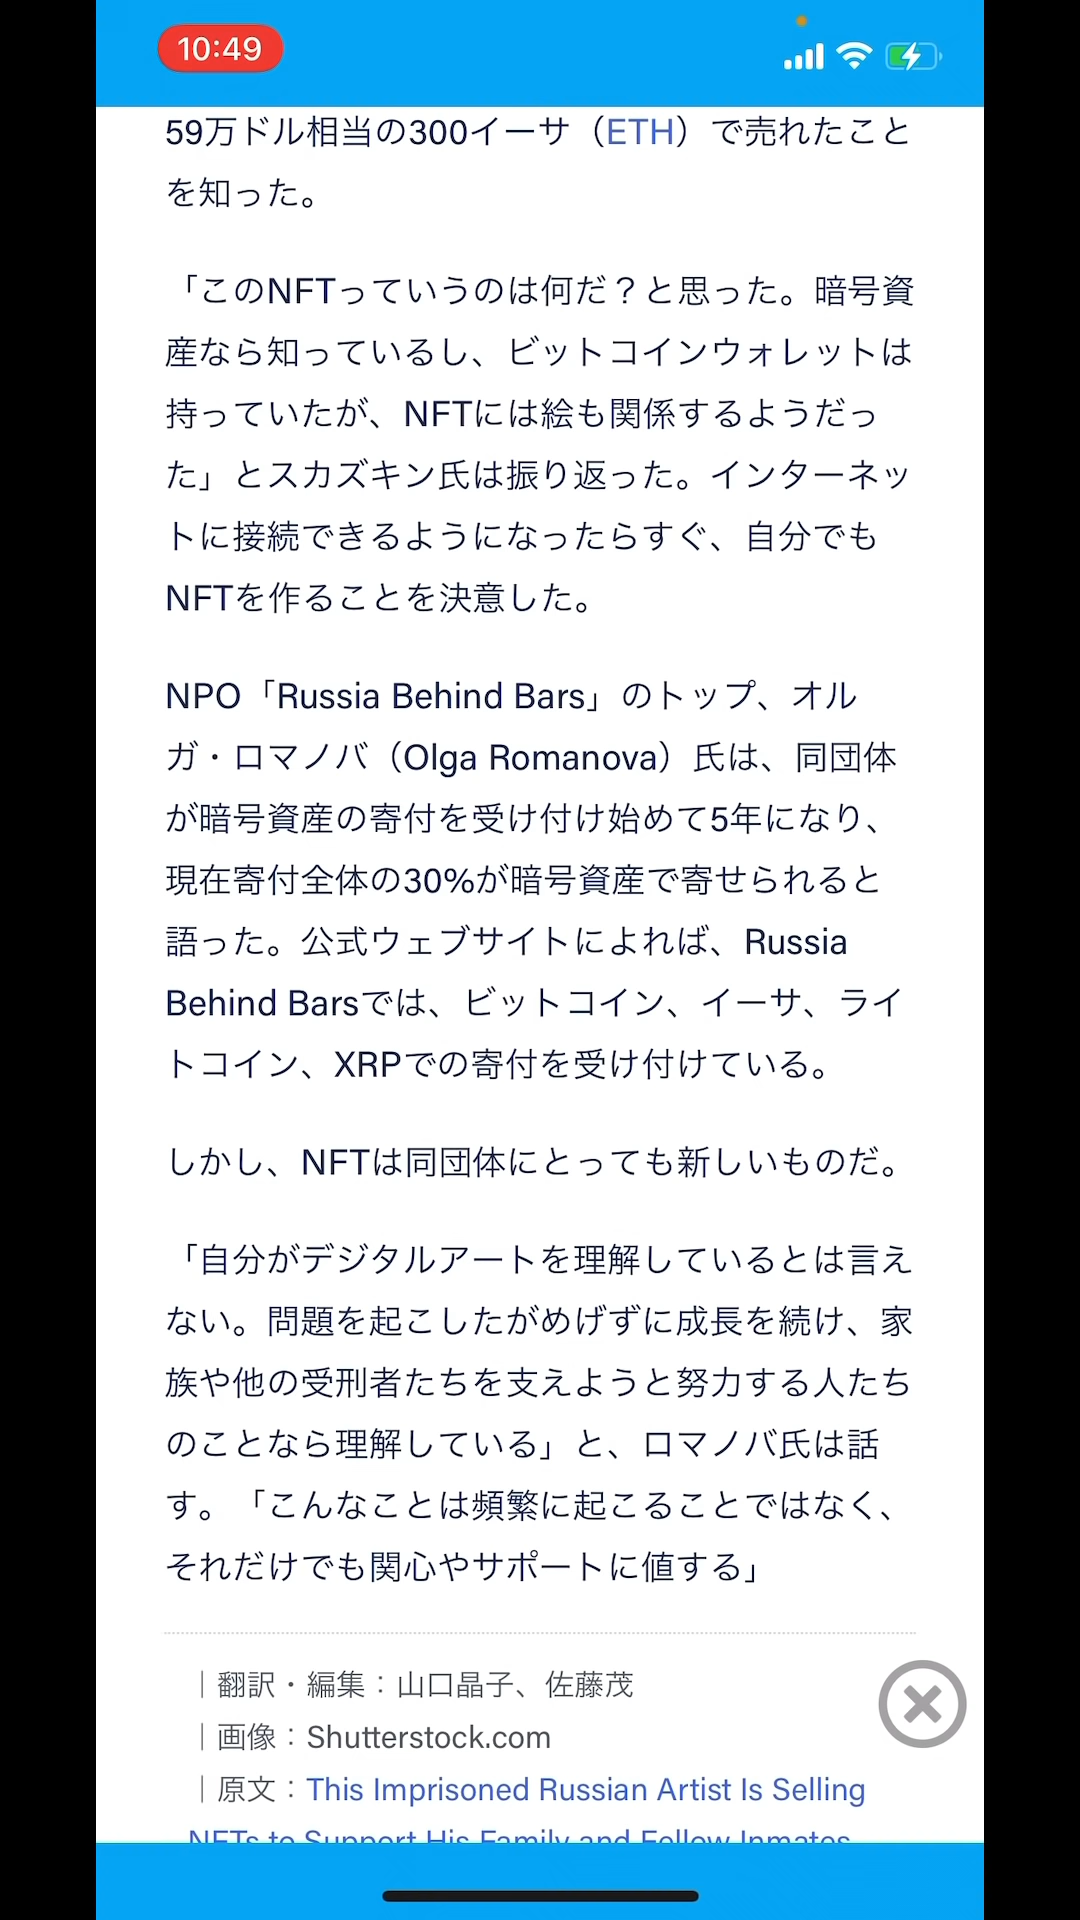 10:49
59万ドル相当の300イーサ（ETH）で売れたこと
を知った。
「このNFTっていうのは何だ？と思った。暗号資
産なら知っているし、ビットコインウォレットは
持っていたが、NFTには絵も関係するようだっ
た」とスカズキン氏は振り返った。インターネッ
トに接続できるようになったらすぐ、自分でも
NFTを作ることを決意した。
NPO「Russia Behind Bars」のトップ、オル
ガ・ロマノバ（Olga Romanova）氏は、同団体
が暗号資産の寄付を受け付け始めて5年になり、
現在寄付全体の30%が暗号資産で寄せられると
語った。公式ウェブサイトによれば、Russia
Behind Barsでは、ビットコイン、イーサ、ライ
トコイン、XRPでの寄付を受け付けている。
しかし、NFTは同団体にとっても新しいものだ。
「自分がデジタルアートを理解しているとは言え
ない。問題を起こしたがめげずに成長を続け、家
族や他の受刑者たちを支えようと努力する人たち
のことなら理解している」と、ロマノバ氏は話
す。「こんなことは頻繁に起こることではなく、
それだけでも関心やサポートに値する」
｜翻訳・編集：山口晶子、佐藤茂
｜画像：Shutterstock.com
｜原文：This Imprisoned Russian Artist Is Selling
NFTs to Support His Family and Fellow Inmates